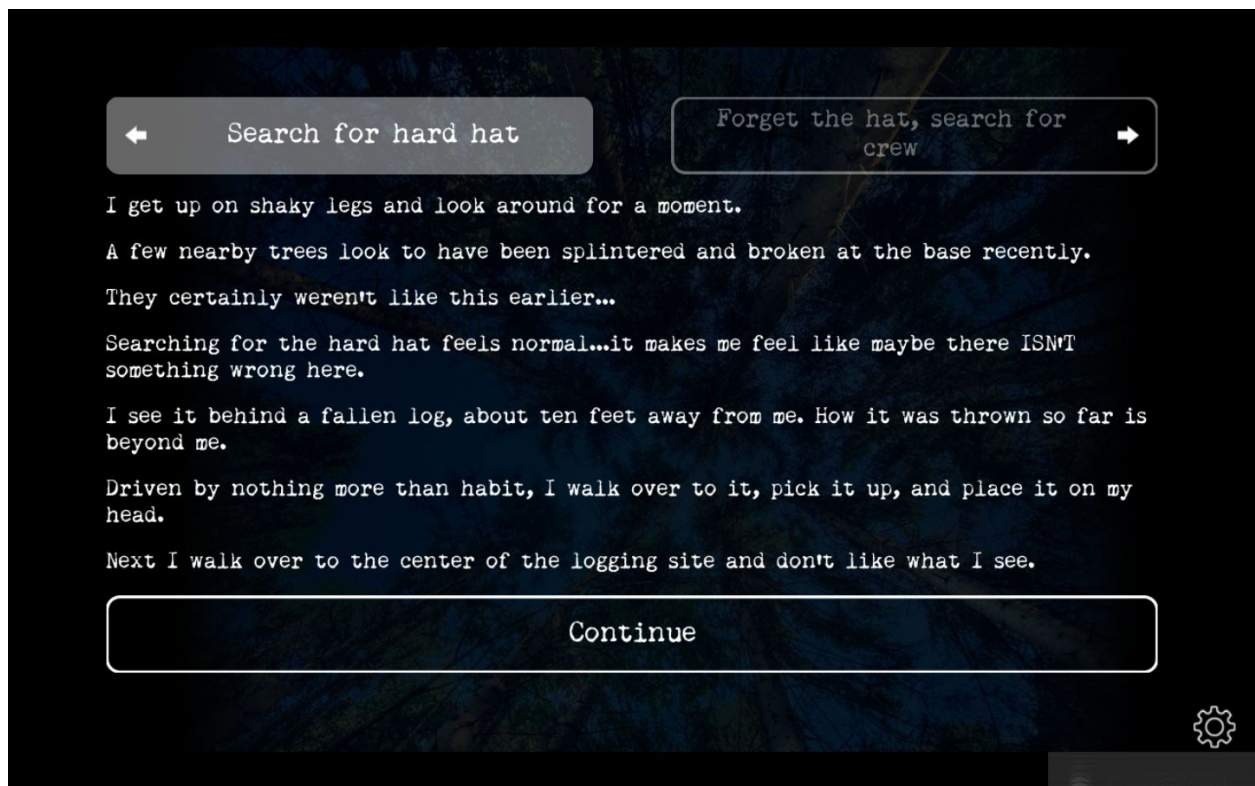 Search for hard hat
Forget the hat, search for
crew
I get up on shaky legs and look around for a moment.
A few nearby trees look to have been splintered and broken at the base recently.
They certainly weren't like this earlier...
Searching for the hard hat feels normal...it makes me feel like maybe there ISN'T
something wrong here.
I see it behind a fallen log, about ten feet away from me. How it was thrown so far is
beyond me.
Driven by nothing more than habit, I walk over to it, pick it up, and place it on my
head.
Next I walk over to the center of the logging site and don't like what I see.
Continue